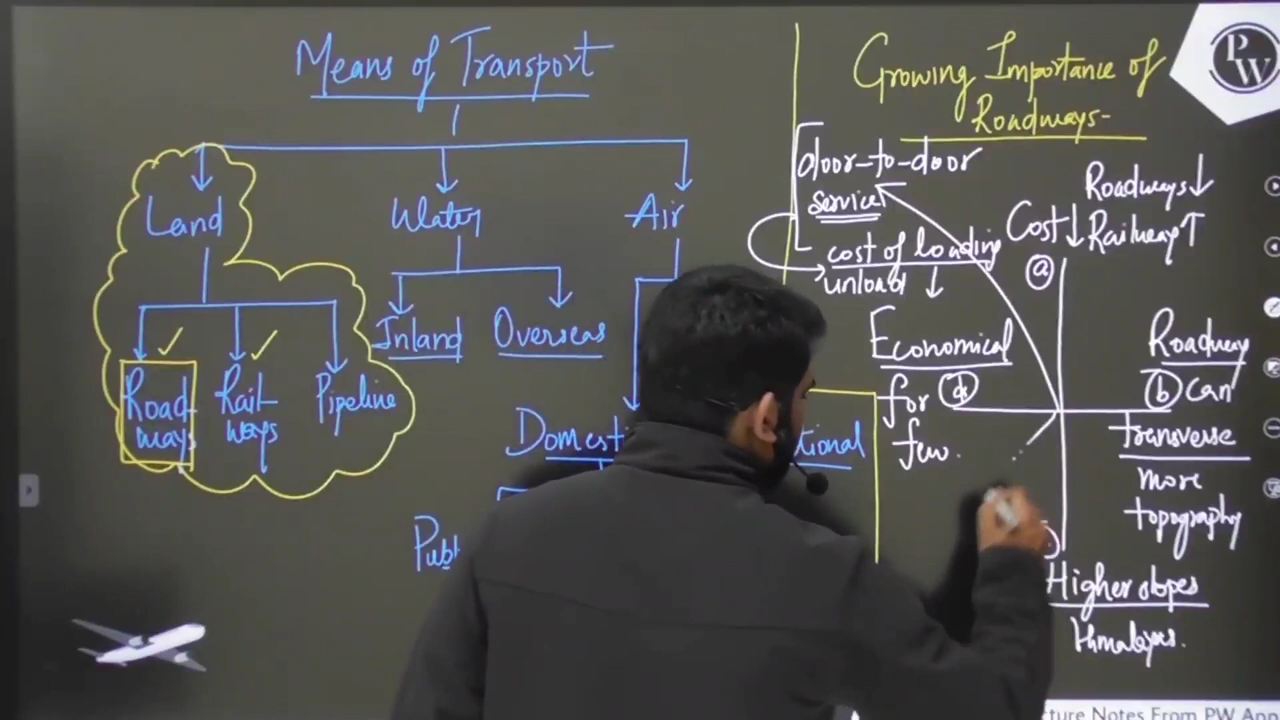 Means of Transport
Land
Water
Air
Road
ways
Rail
ways
Pipeline
Inland
Overseas
Domesti
tional
Publ
Growing Importance of
Roadways-
door-to-door
service
cost of loading
unload ↓
Cost ↓
Roadways ↓
Railway ↑
(a)
Economical
for (d)
few.
Roadway
(b) can
transverse
more
topography
Higher slopes
Himalayas.
PW
cture Notes From PW App